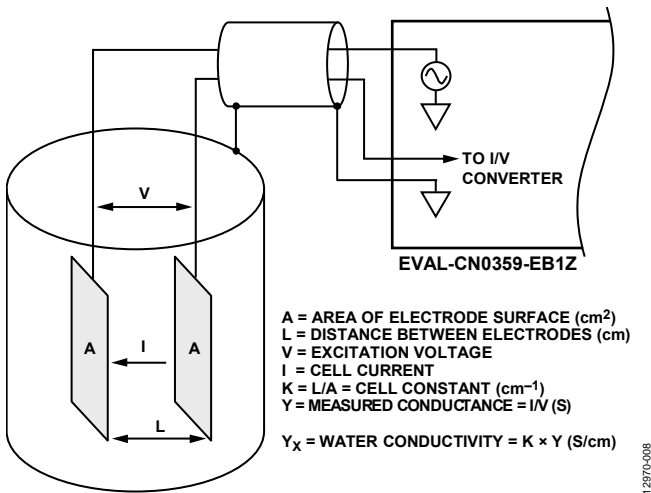 TO I/V
CONVERTER
V
EVAL-CN0359-EB1Z
A
I
A
L
A = AREA OF ELECTRODE SURFACE (cm²)
L = DISTANCE BETWEEN ELECTRODES (cm)
V = EXCITATION VOLTAGE
I = CELL CURRENT
K = L/A = CELL CONSTANT (cm⁻¹)
Y = MEASURED CONDUCTANCE = I/V (S)
Yₓ = WATER CONDUCTIVITY = K × Y (S/cm)
12970-008